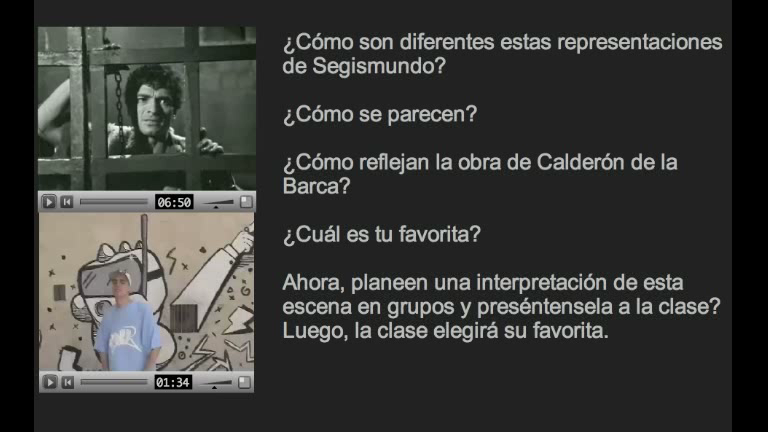 ¿Cómo son diferentes estas representaciones
de Segismundo?
¿Cómo se parecen?
¿Cómo reflejan la obra de Calderón de la
Barca?
¿Cuál es tu favorita?
Ahora, planeen una interpretación de esta
escena en grupos y preséntensela a la clase?
Luego, la clase elegirá su favorita.
06:50
01:34